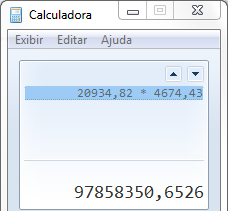 Calculadora
Exibir Editar Ajuda
20934,82 * 4674,43
97858350,6526